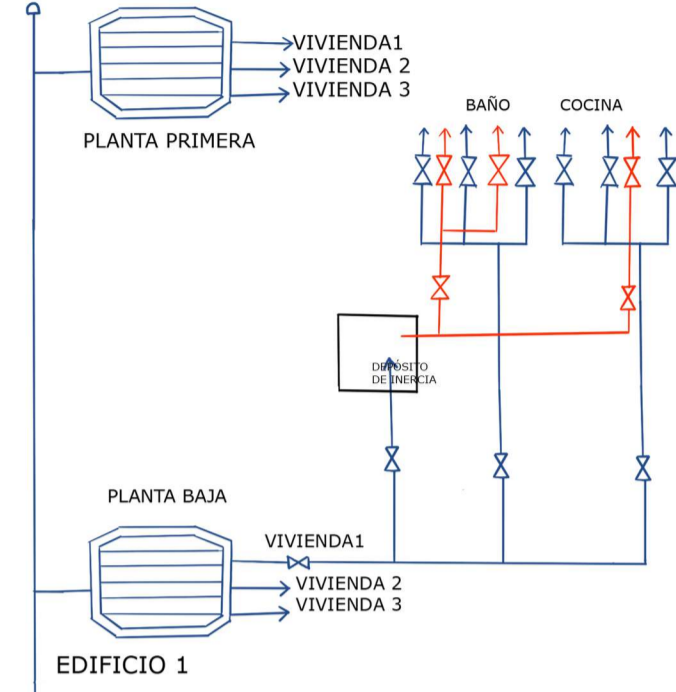 VIVIENDA1
VIVIENDA 2
VIVIENDA 3
PLANTA PRIMERA
BAÑO
COCINA
DEPÓSITO
DE INERCIA
PLANTA BAJA
VIVIENDA1
VIVIENDA 2
VIVIENDA 3
EDIFICIO 1